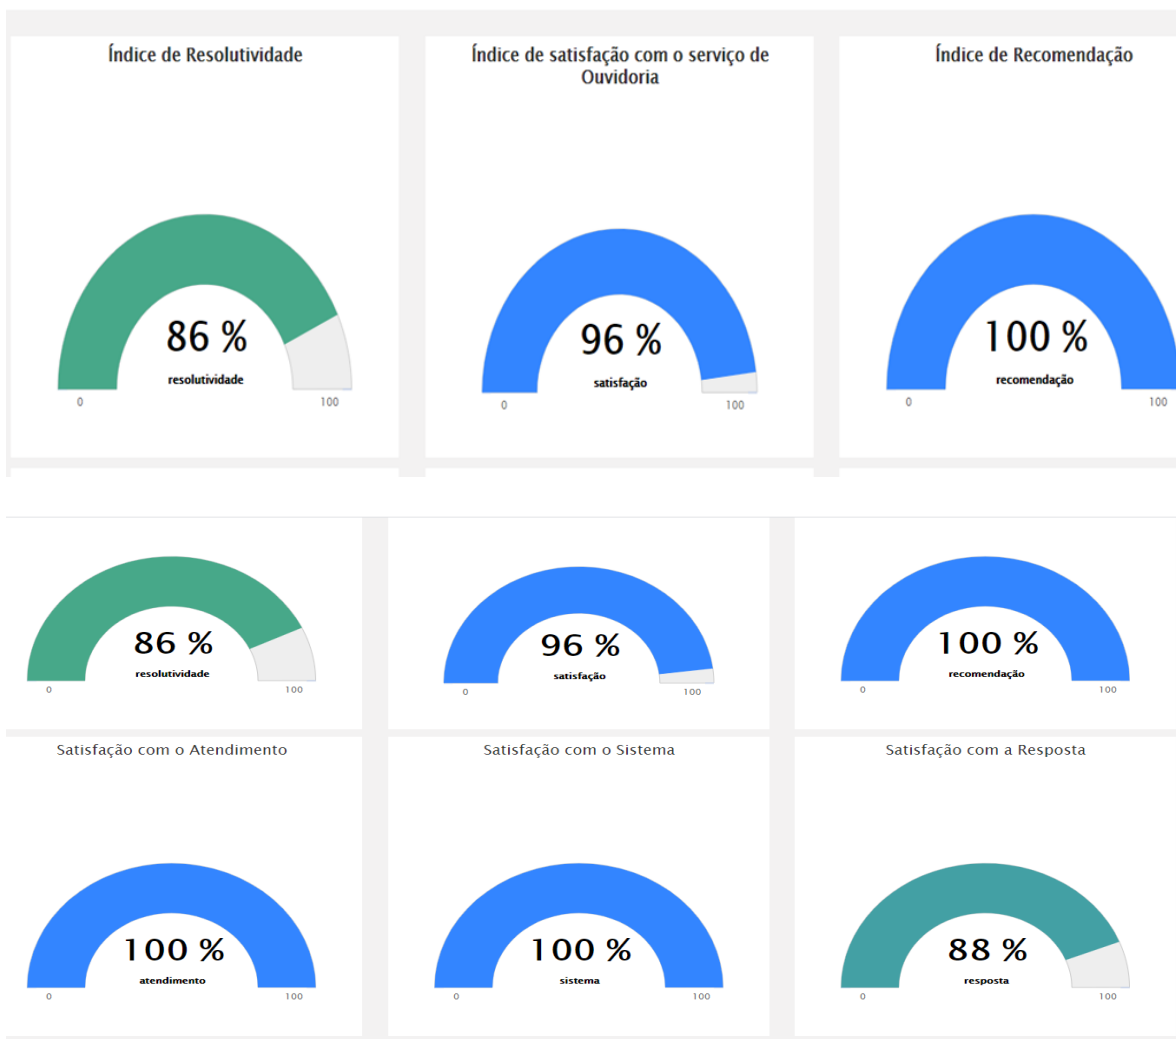 Índice de Resolutividade
Índice de satisfação com o serviço de
Ouvidoria
Índice de Recomendação
86 %
resolutividade
0
100
96 %
satisfação
0
100
100 %
recomendação
0
100
86 %
resolutividade
0
100
96 %
satisfação
0
100
100 %
recomendação
0
100
Satisfação com o Atendimento
Satisfação com o Sistema
Satisfação com a Resposta
100 %
atendimento
0
100
100 %
sistema
0
100
88 %
resposta
0
100